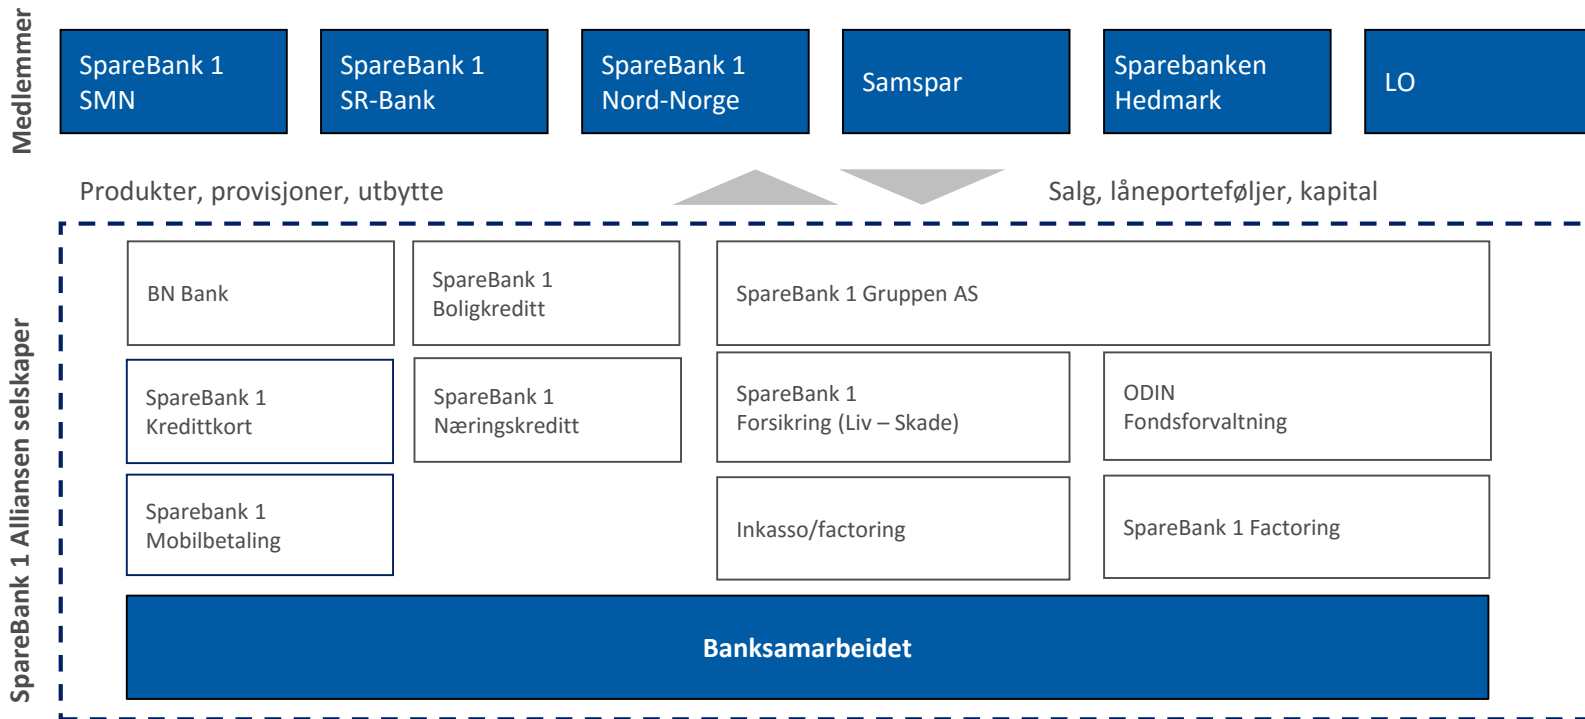 Medlemmer
SpareBank 1
SMN
SpareBank 1
SR-Bank
SpareBank 1
Nord-Norge
Samspar
Sparebanken
Hedmark
LO
Produkter, provisjoner, utbytte
Salg, låneporteføljer, kapital
SpareBank 1 Alliansen selskaper
BN Bank
SpareBank 1
Boligkreditt
SpareBank 1 Gruppen AS
SpareBank 1
Kredittkort
SpareBank 1
Næringskreditt
SpareBank 1
Forsikring (Liv – Skade)
ODIN
Fondsforvaltning
Sparebank 1
Mobilbetaling
Inkasso/factoring
SpareBank 1 Factoring
Banksamarbeidet